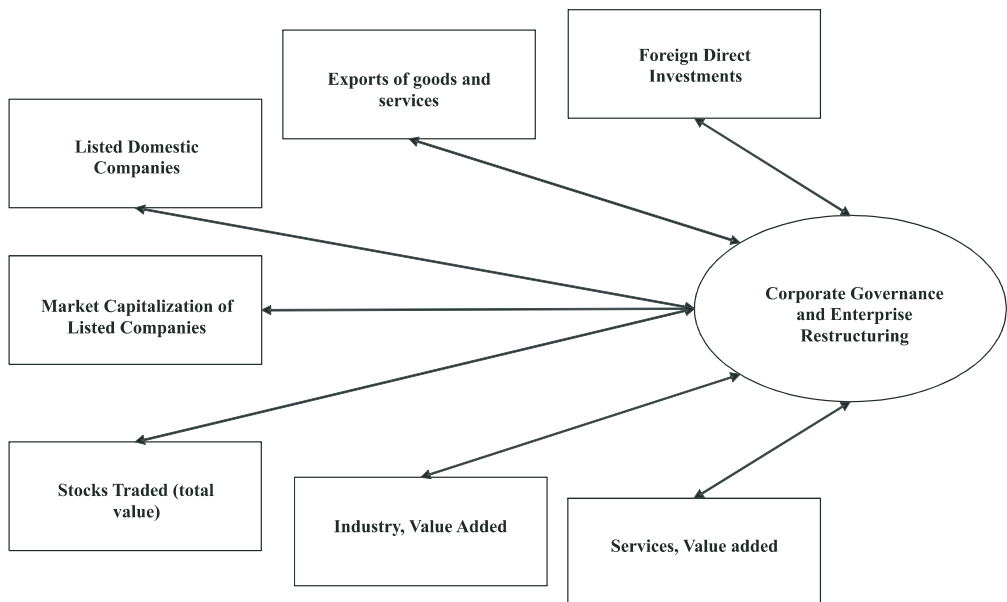 Foreign Direct
Investments
Exports of goods and
services
Listed Domestic
Companies
Market Capitalization of
Listed Companies
Corporate Governance
and Enterprise
Restructuring
Stocks Traded (total
value)
Industry, Value Added
Services, Value added